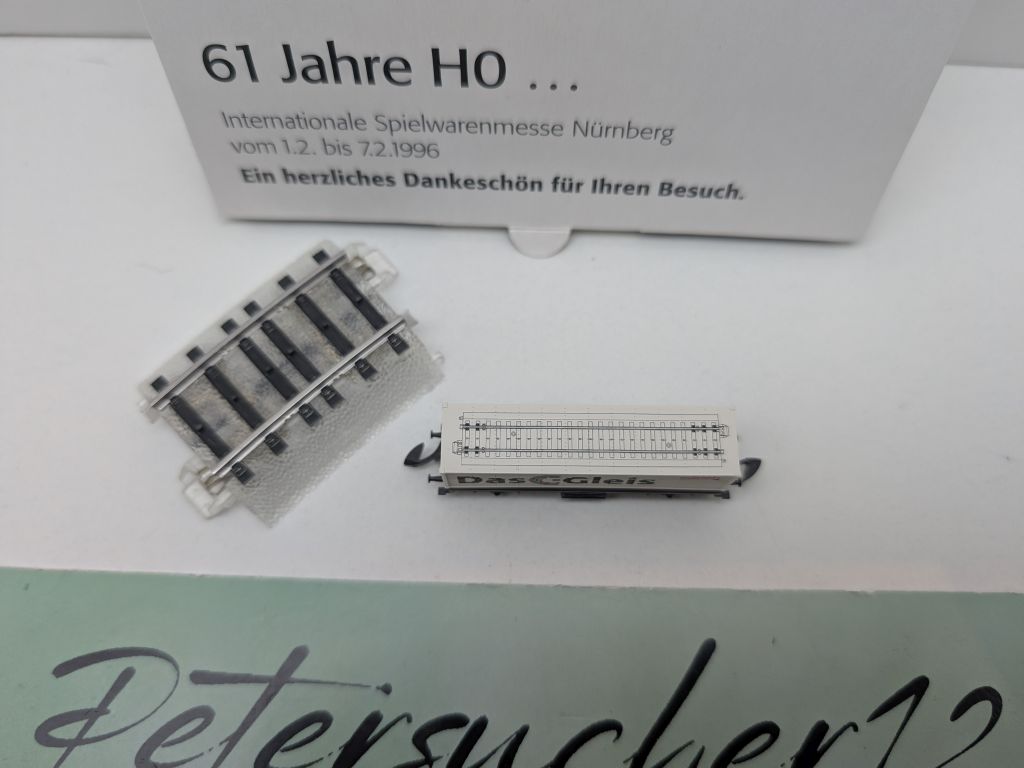 61 Jahre H0 ...
Internationale Spielwarenmesse Nürnberg
vom 1.2. bis 7.2.1996
Ein herzliches Dankeschön für Ihren Besuch.
Das C Gleis
Petersucher12